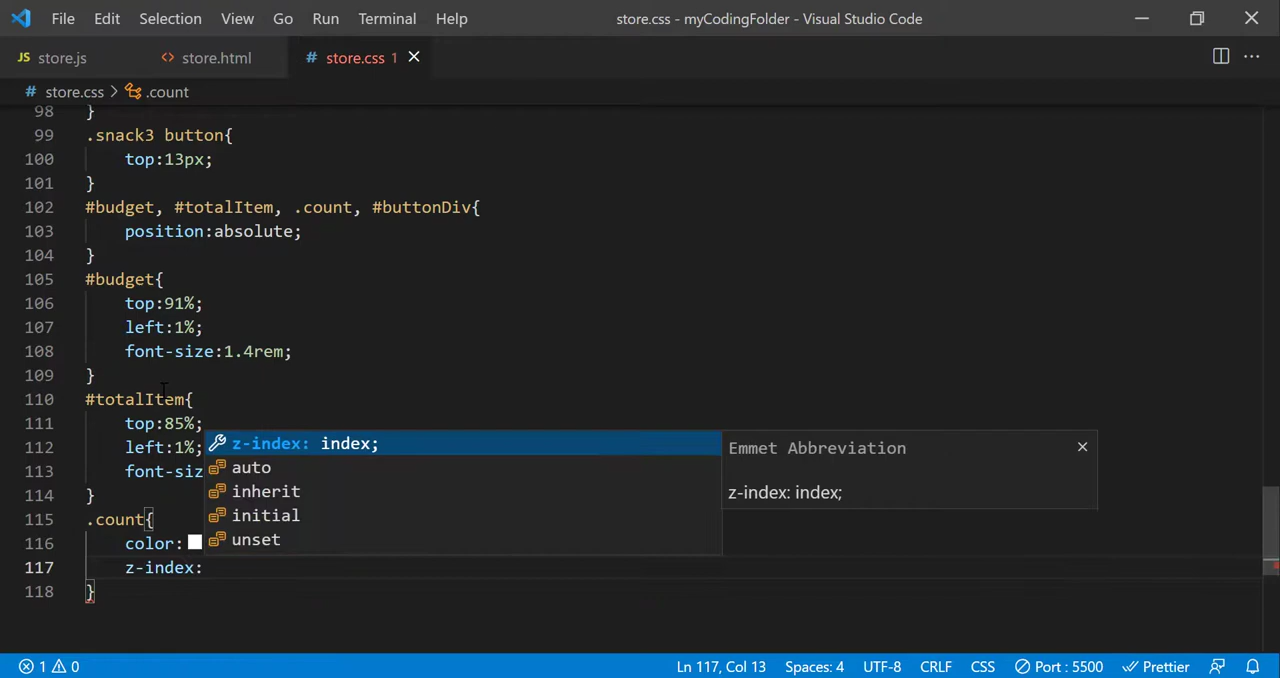 File Edit Selection View Go Run Terminal Help store.css - myCodingFolder - Visual Studio Code
JS store.js <> store.html # store.css 1
# store.css > .count
98 }
99 .snack3 button{
100 top:13px;
101 }
102 #budget, #totalItem, .count, #buttonDiv{
103 position:absolute;
104 }
105 #budget{
106 top:91%;
107 left:1%;
108 font-size:1.4rem;
109 }
110 #totalItem{
111 top:85%;
112 left:1%;
113 font-siz
114 }
115 .count{
116 color:
117 z-index:
118 }
z-index: index;
auto
inherit
initial
unset
Emmet Abbreviation
z-index: index;
1 0 Ln 117, Col 13 Spaces: 4 UTF-8 CRLF CSS Port : 5500 Prettier